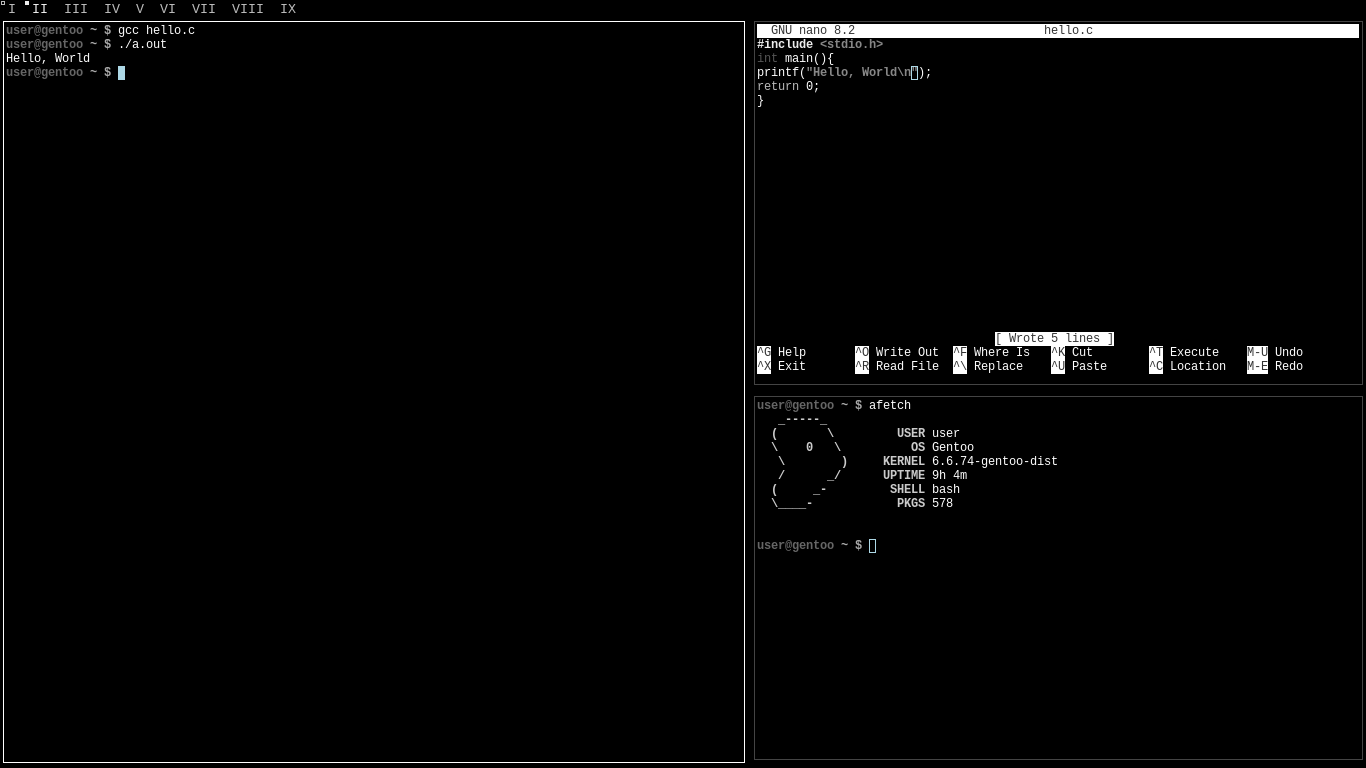 I II III IV V VI VII VIII IX
user@gentoo ~ $ gcc hello.c
user@gentoo ~ $ ./a.out
Hello, World
user@gentoo ~ $
GNU nano 8.2 hello.c
#include <stdio.h>
int main(){
printf("Hello, World\n");
return 0;
}
[ Wrote 5 lines ]
^G Help ^O Write Out ^F Where Is ^K Cut ^T Execute M-U Undo
^X Exit ^R Read File ^\ Replace ^U Paste ^C Location M-E Redo
user@gentoo ~ $ afetch
   _-----_
  (       \         USER user
  \    0   \          OS Gentoo
   \        )     KERNEL 6.6.74-gentoo-dist
   /      _/      UPTIME 9h 4m
  (     _-         SHELL bash
  \____-            PKGS 578
user@gentoo ~ $